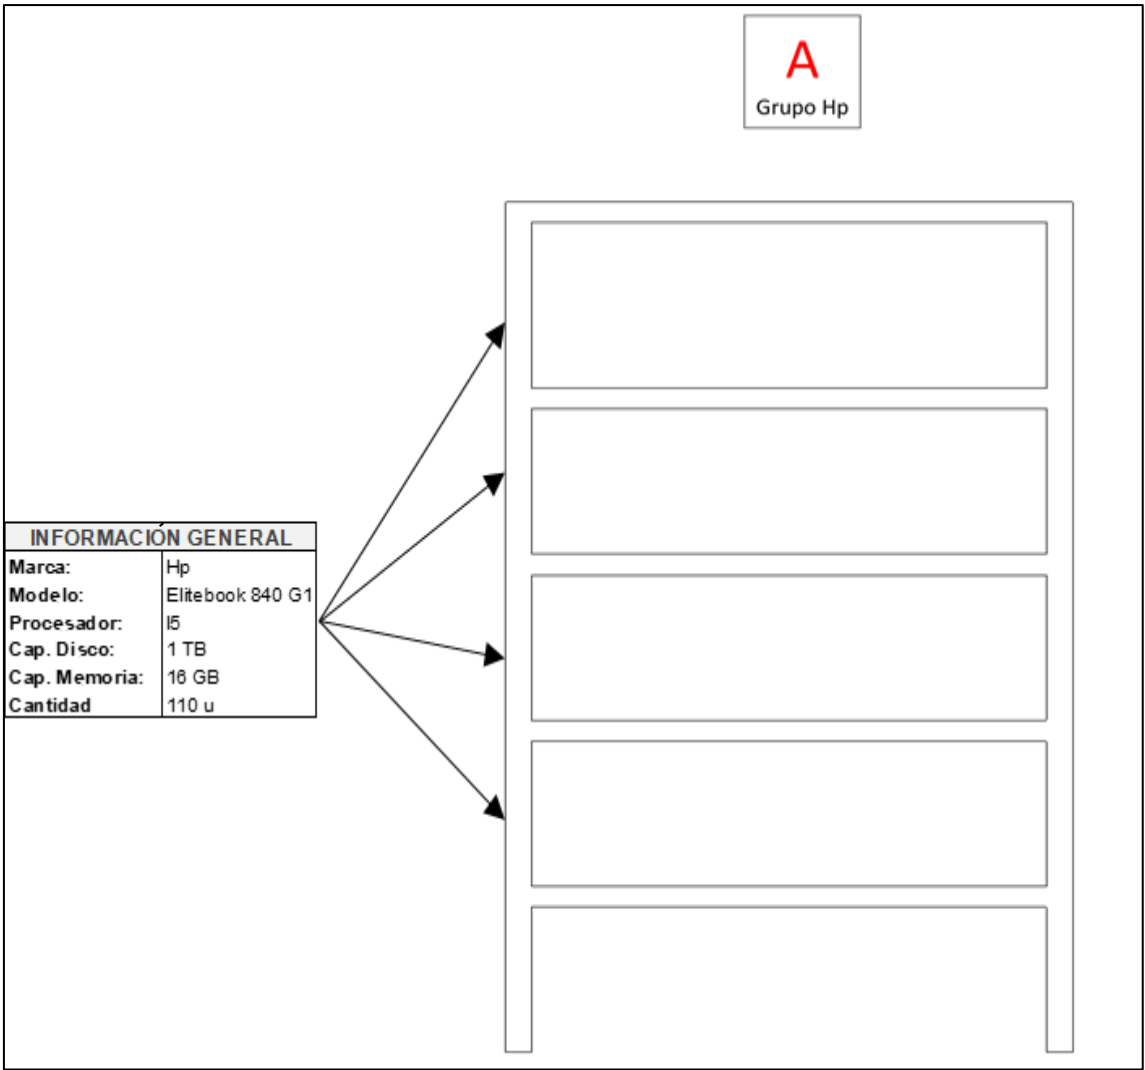 A
Grupo Hp
INFORMACIÓN GENERAL
Marca: Hp
Modelo: Elitebook 840 G1
Procesador: I5
Cap. Disco: 1 TB
Cap. Memoria: 16 GB
Cantidad 110 u